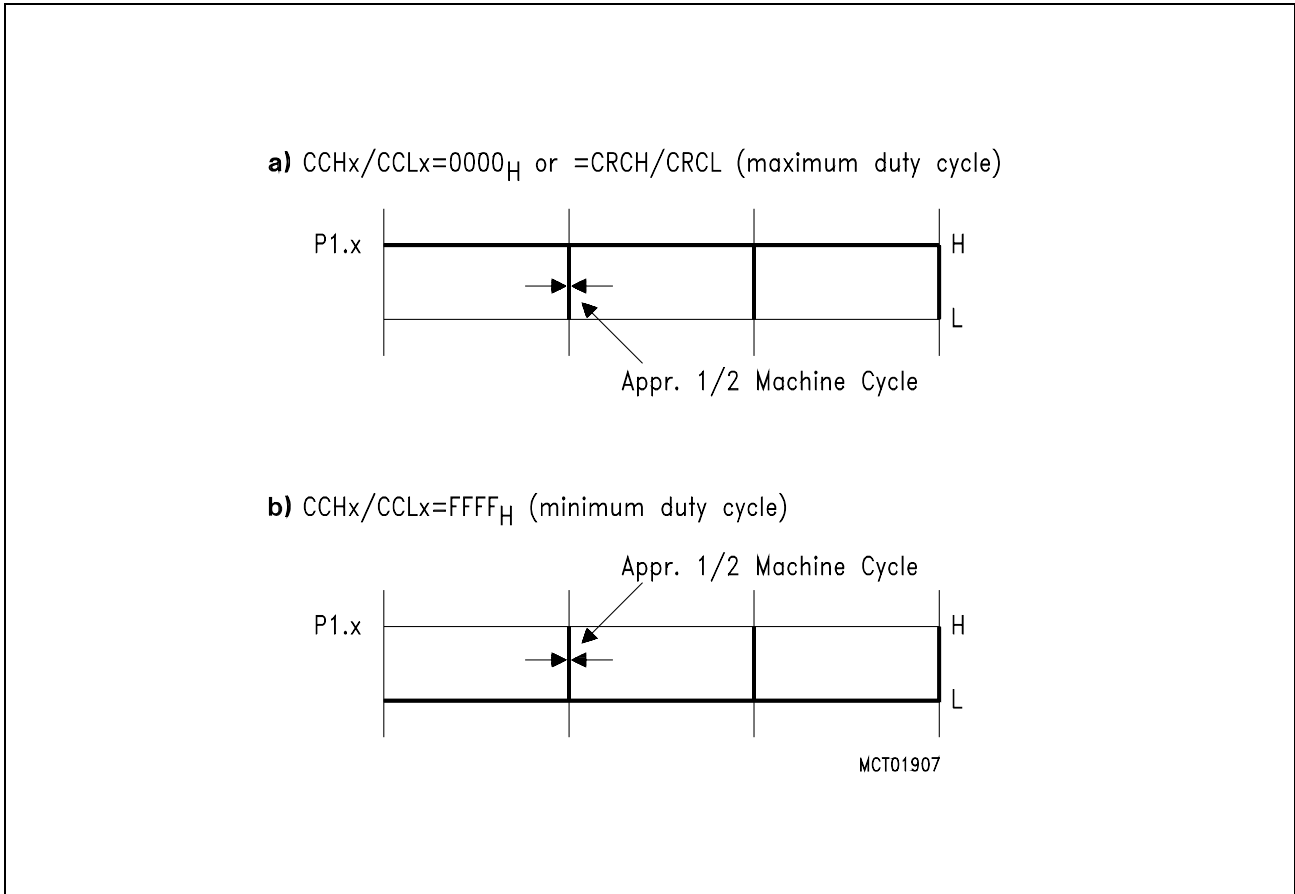 a) CCHx/CCLx=0000H or =CRCH/CRCL (maximum duty cycle)
P1.x
H
L
Appr. 1/2 Machine Cycle
b) CCHx/CCLx=FFFFH (minimum duty cycle)
Appr. 1/2 Machine Cycle
P1.x
H
L
MCT01907